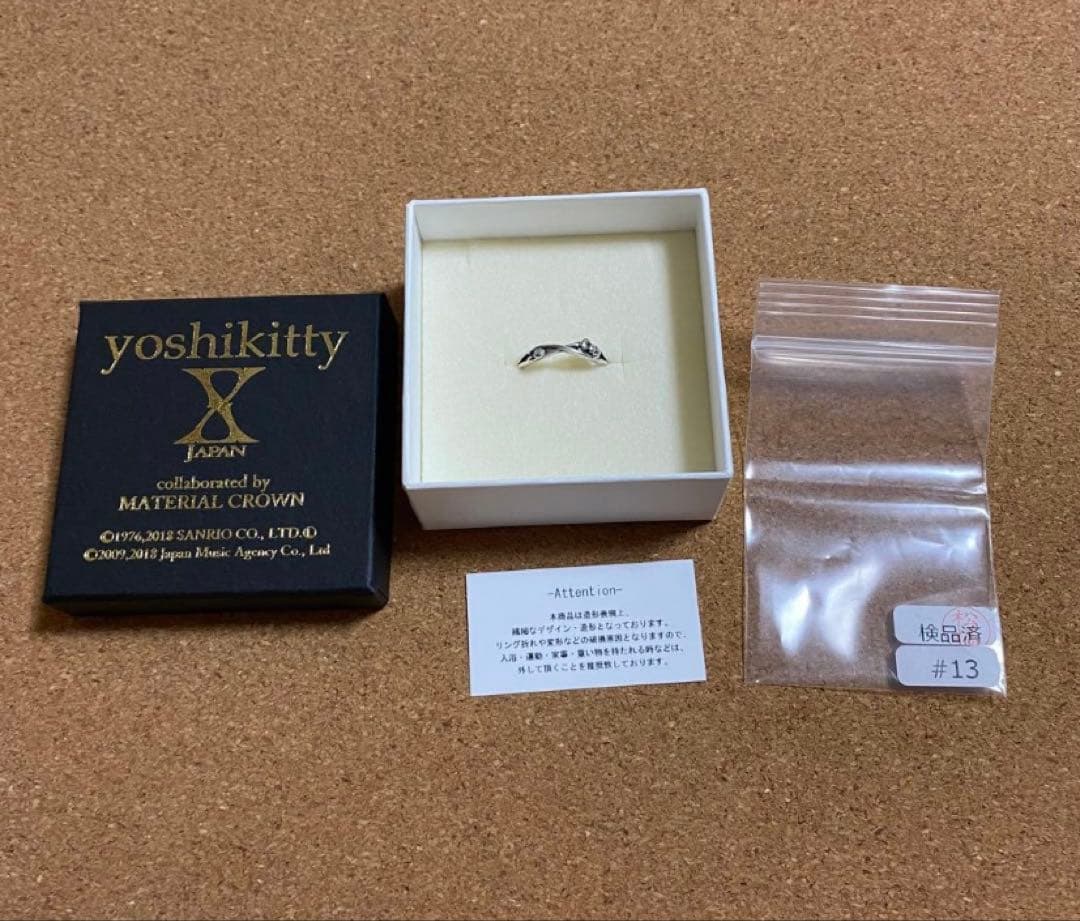 yoshikitty
X
JAPAN
collaborated by
MATERIAL CROWN
©1976,2018 SANRIO CO., LTD.Ⓛ
©2009,2018 Japan Music Agency Co., Ltd
-Attention-
本商品は造形表現上、
繊細なデザイン・造形となっております。
リング折れや変形などの破損原因となりますので、
入浴・運動・家事・重い物を持たれる時などは、
外して頂くことを推奨致しております。
検品済
松
#13